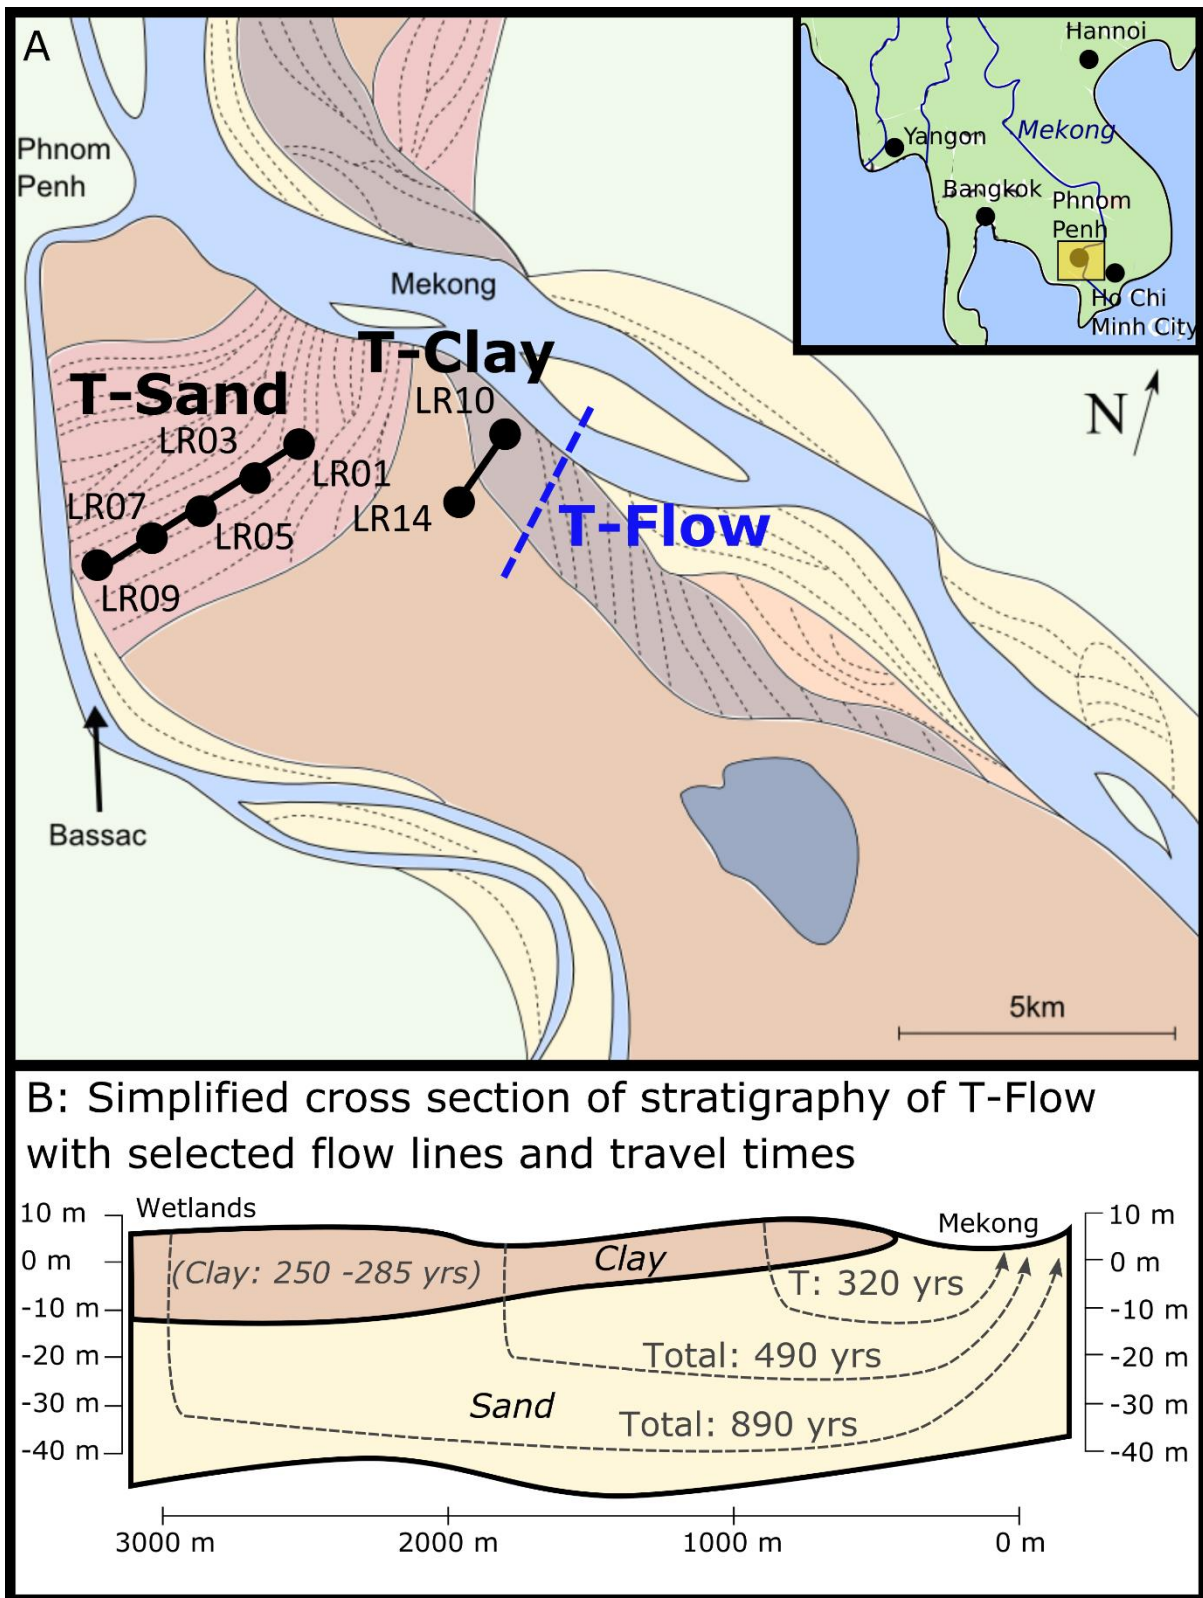 A
Phnom
Penh
Hannoi
Mekong
Yangon
Bangkok
Phnom
Penh
Ho Chi
Minh City
Mekong
T-Clay
T-Sand
LR10
LR03
LR01
N
LR07
LR14
LR05
T-Flow
LR09
Bassac
5km
B: Simplified cross section of stratigraphy of T-Flow
with selected flow lines and travel times
10 m
Wetlands
Mekong
10 m
0 m
Clay
0 m
(Clay: 250 -285 yrs)
T: 320 yrs
-10 m
-10 m
-20 m
Total: 490 yrs
-20 m
-30 m
Sand
Total: 890 yrs
-30 m
-40 m
-40 m
3000 m
2000 m
1000 m
0 m